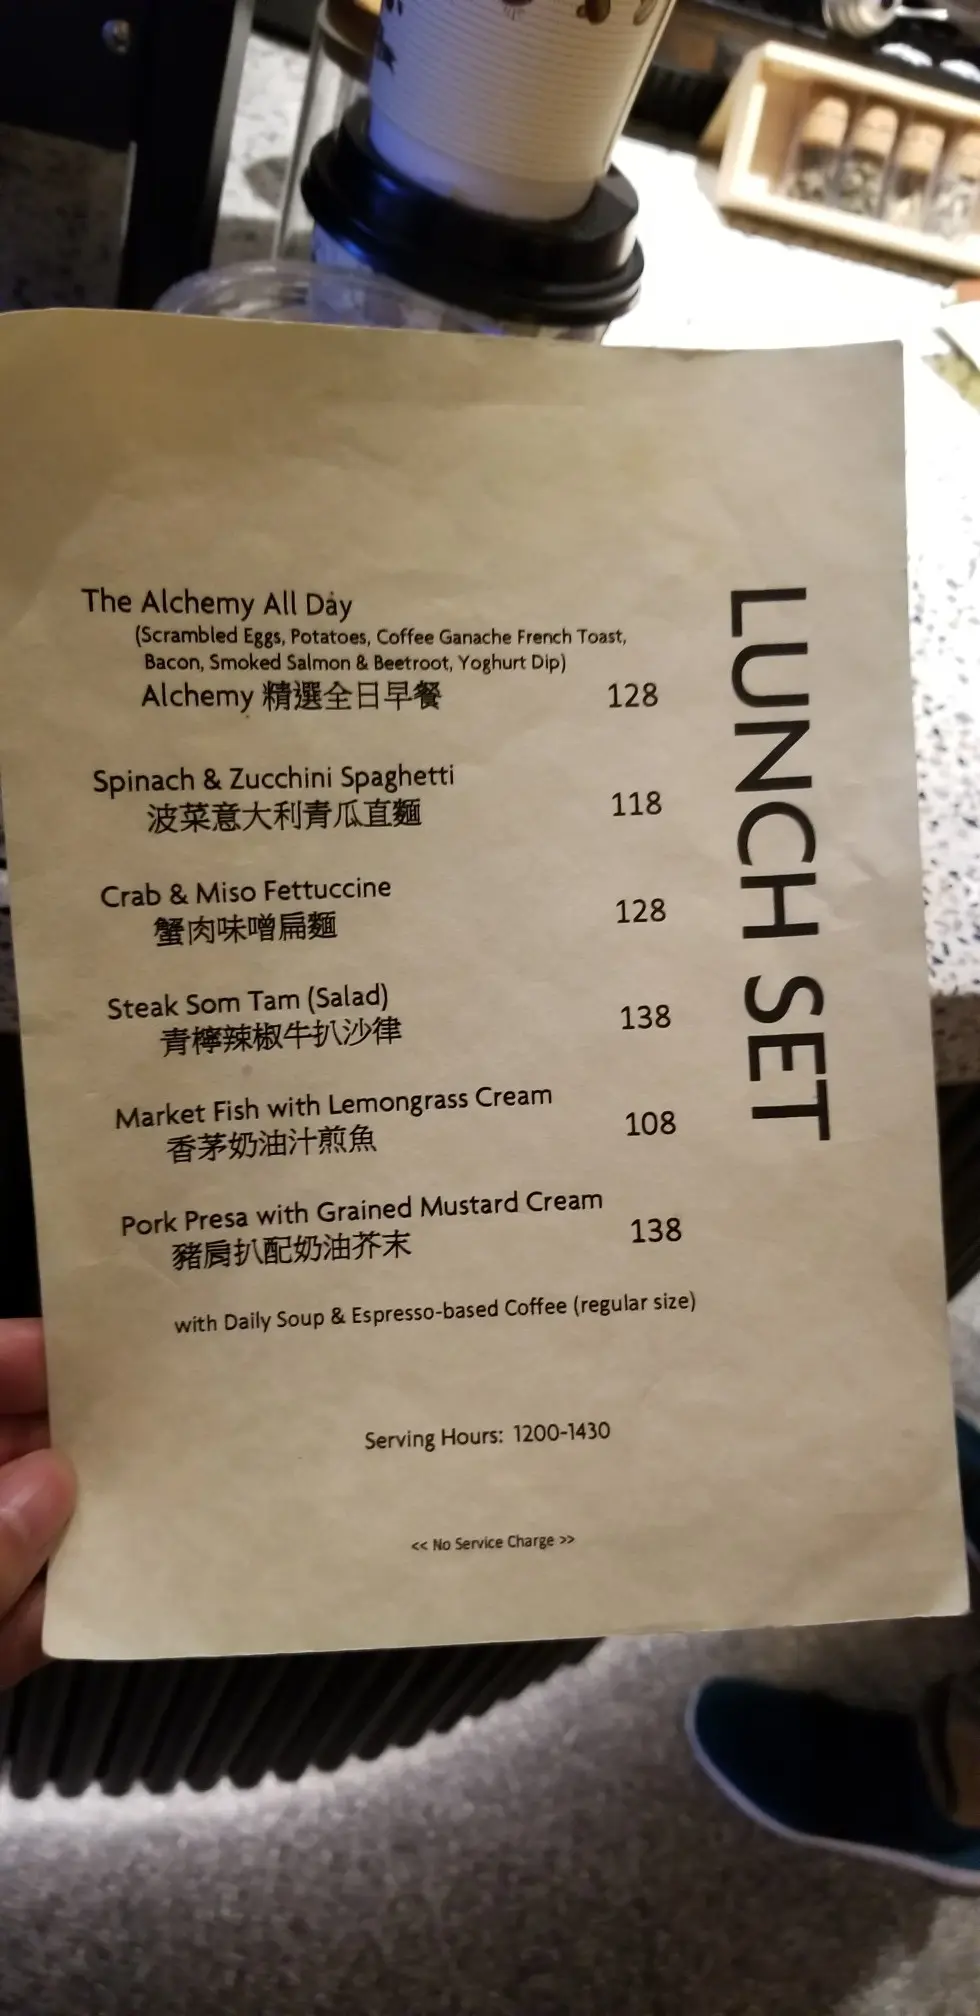 The Alchemy All Day
(Scrambled Eggs, Potatoes, Coffee Ganache French Toast,
Bacon, Smoked Salmon & Beetroot, Yoghurt Dip)
Alchemy 精選全日早餐 128
Spinach & Zucchini Spaghetti
波菜意大利青瓜直麵 118
Crab & Miso Fettuccine
蟹肉味噌扁麵 128
Steak Som Tam (Salad)
青檸辣椒牛扒沙律 138
Market Fish with Lemongrass Cream
香茅奶油汁煎魚 108
Pork Presa with Grained Mustard Cream
豬肩扒配奶油芥末 138
with Daily Soup & Espresso-based Coffee (regular size)
Serving Hours: 1200-1430
<< No Service Charge >>
LUNCH SET